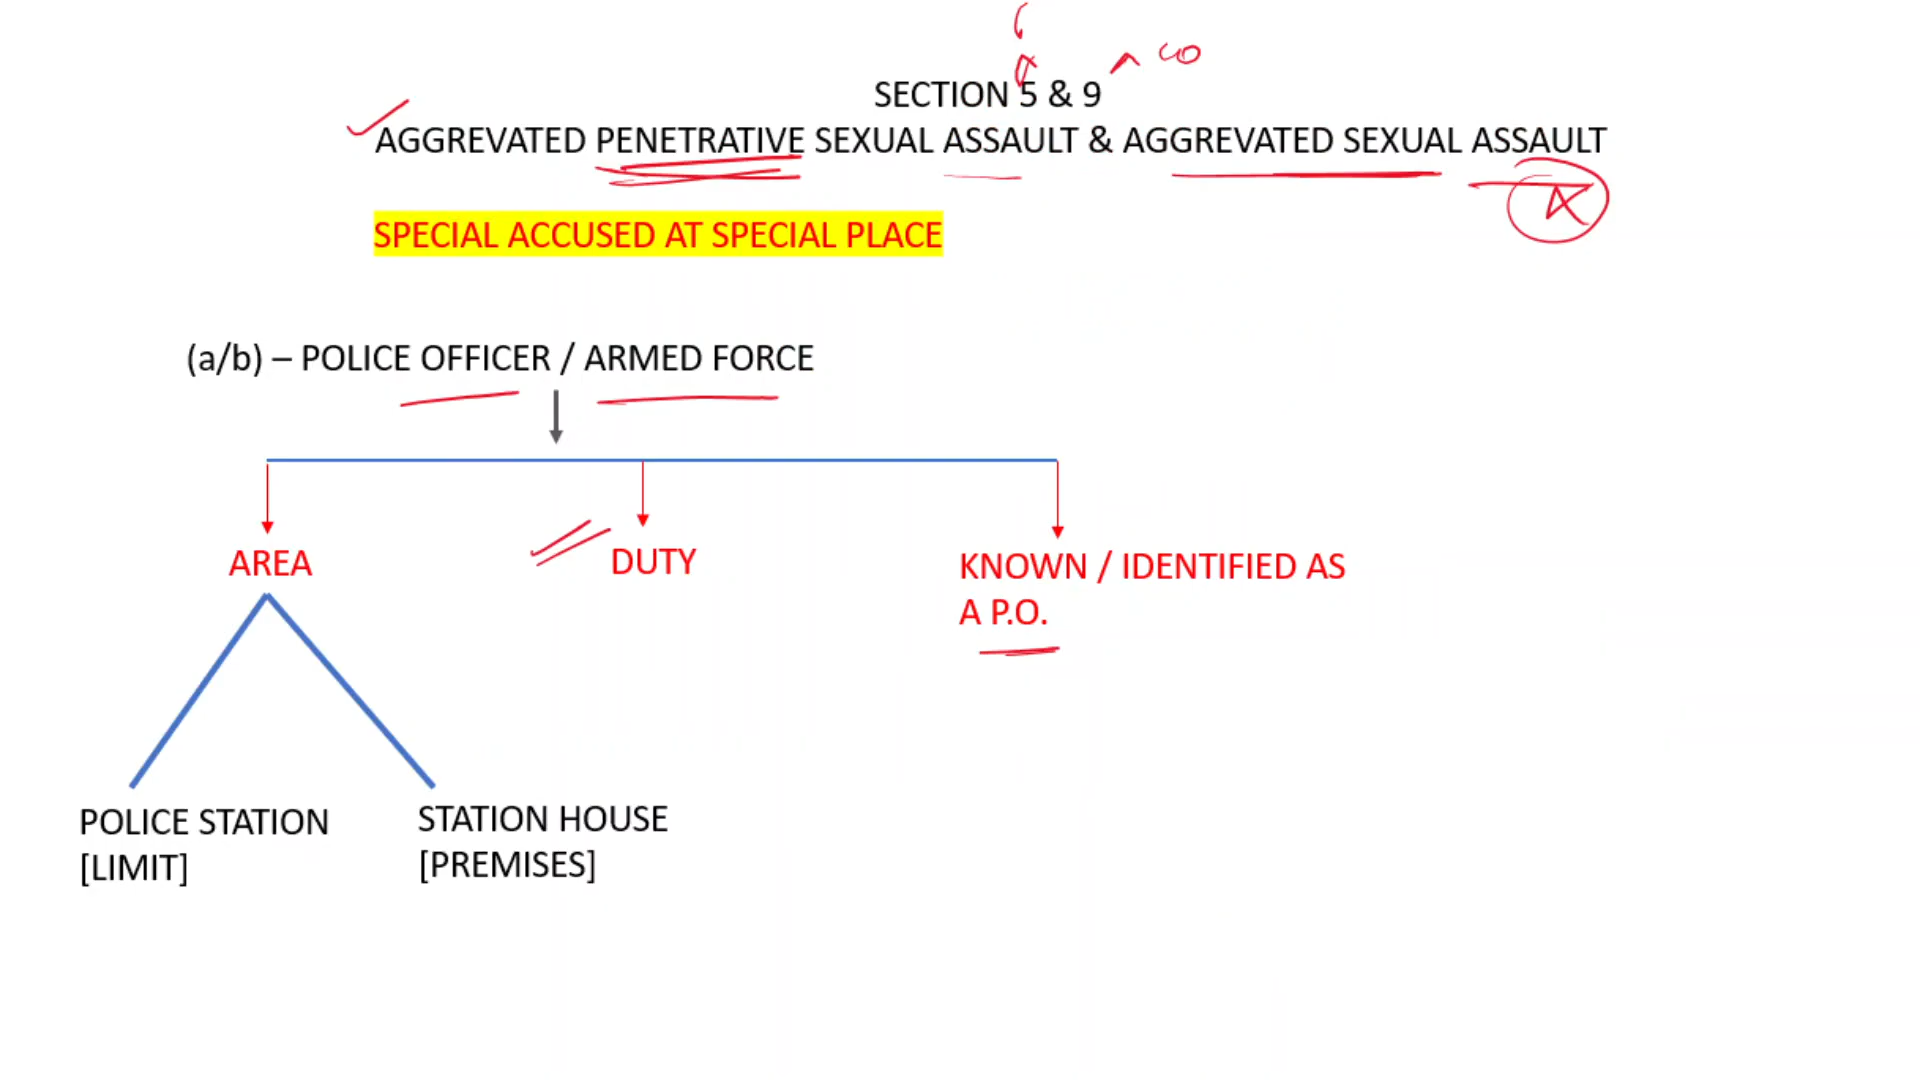 SECTION 5 & 9
AGGREVATED PENETRATIVE SEXUAL ASSAULT & AGGREVATED SEXUAL ASSAULT
SPECIAL ACCUSED AT SPECIAL PLACE
(a/b) – POLICE OFFICER / ARMED FORCE
AREA
DUTY
KNOWN / IDENTIFIED AS
A P.O.
POLICE STATION
[LIMIT]
STATION HOUSE
[PREMISES]